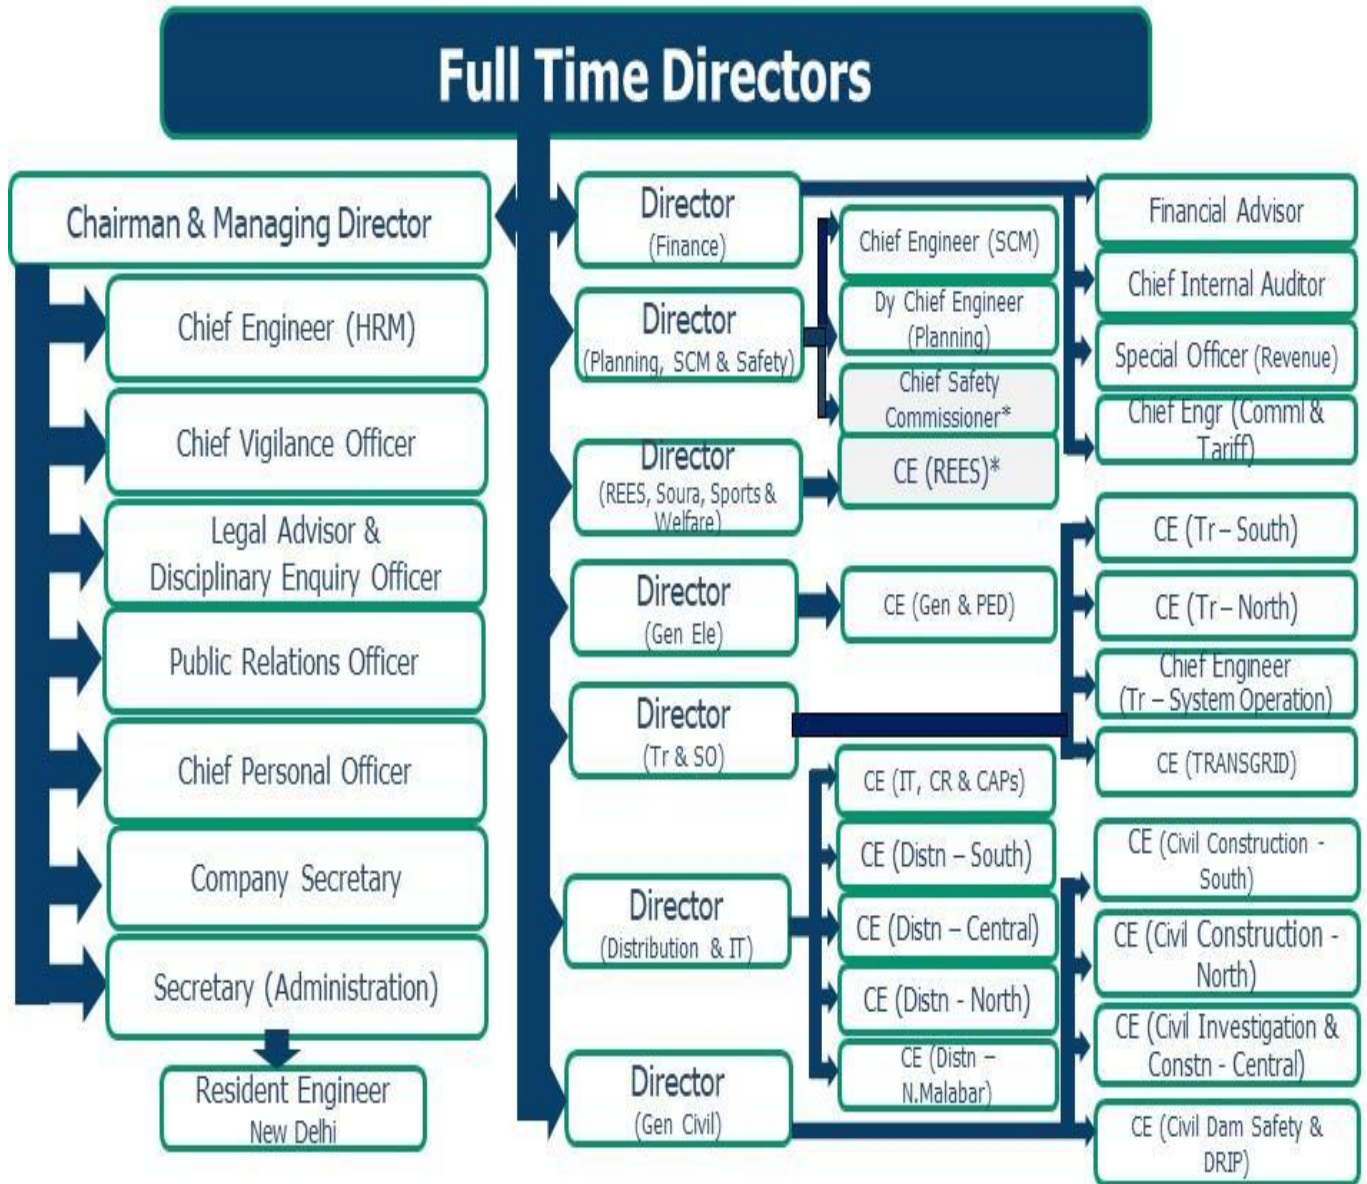 Full Time Directors
Chairman & Managing Director
Chief Engineer (HRM)
Chief Vigilance Officer
Legal Advisor &
Disciplinary Enquiry Officer
Public Relations Officer
Chief Personal Officer
Company Secretary
Secretary (Administration)
Resident Engineer
New Delhi
Director
(Finance)
Director
(Planning, SCM & Safety)
Director
(REES, Soura, Sports &
Welfare)
Director
(Gen Ele)
Director
(Tr & SO)
Director
(Distribution & IT)
Director
(Gen Civil)
Chief Engineer (SCM)
Dy Chief Engineer
(Planning)
Chief Safety
Commissioner*
CE (REES)*
CE (Gen & PED)
CE (IT, CR & CAPs)
CE (Distn – South)
CE (Distn – Central)
CE (Distn - North)
CE (Distn –
N.Malabar)
Financial Advisor
Chief Internal Auditor
Special Officer (Revenue)
Chief Engr (Comml &
Tariff)
CE (Tr – South)
CE (Tr – North)
Chief Engineer
(Tr – System Operation)
CE (TRANSGRID)
CE (Civil Construction -
South)
CE (Civil Construction -
North)
CE (Civil Investigation &
Constn - Central)
CE (Civil Dam Safety &
DRIP)